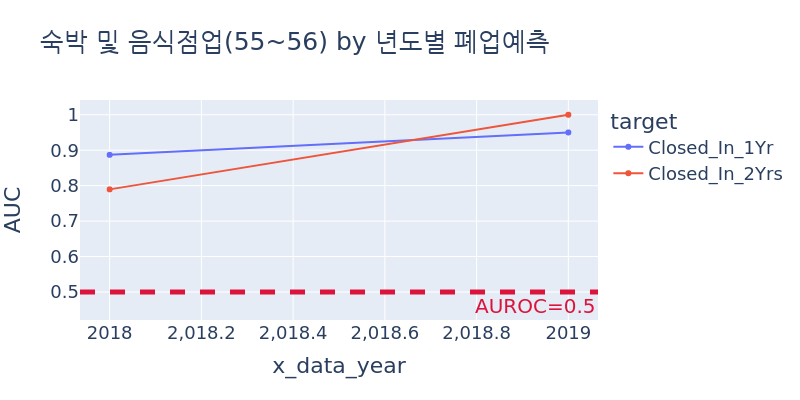 숙박 및 음식점업(55~56) by 년도별 폐업예측
AUC
1
0.9
0.8
0.7
0.6
0.5
AUROC=0.5
2018
2,018.2
2,018.4
2,018.6
2,018.8
2019
x_data_year
target
Closed_In_1Yr
Closed_In_2Yrs